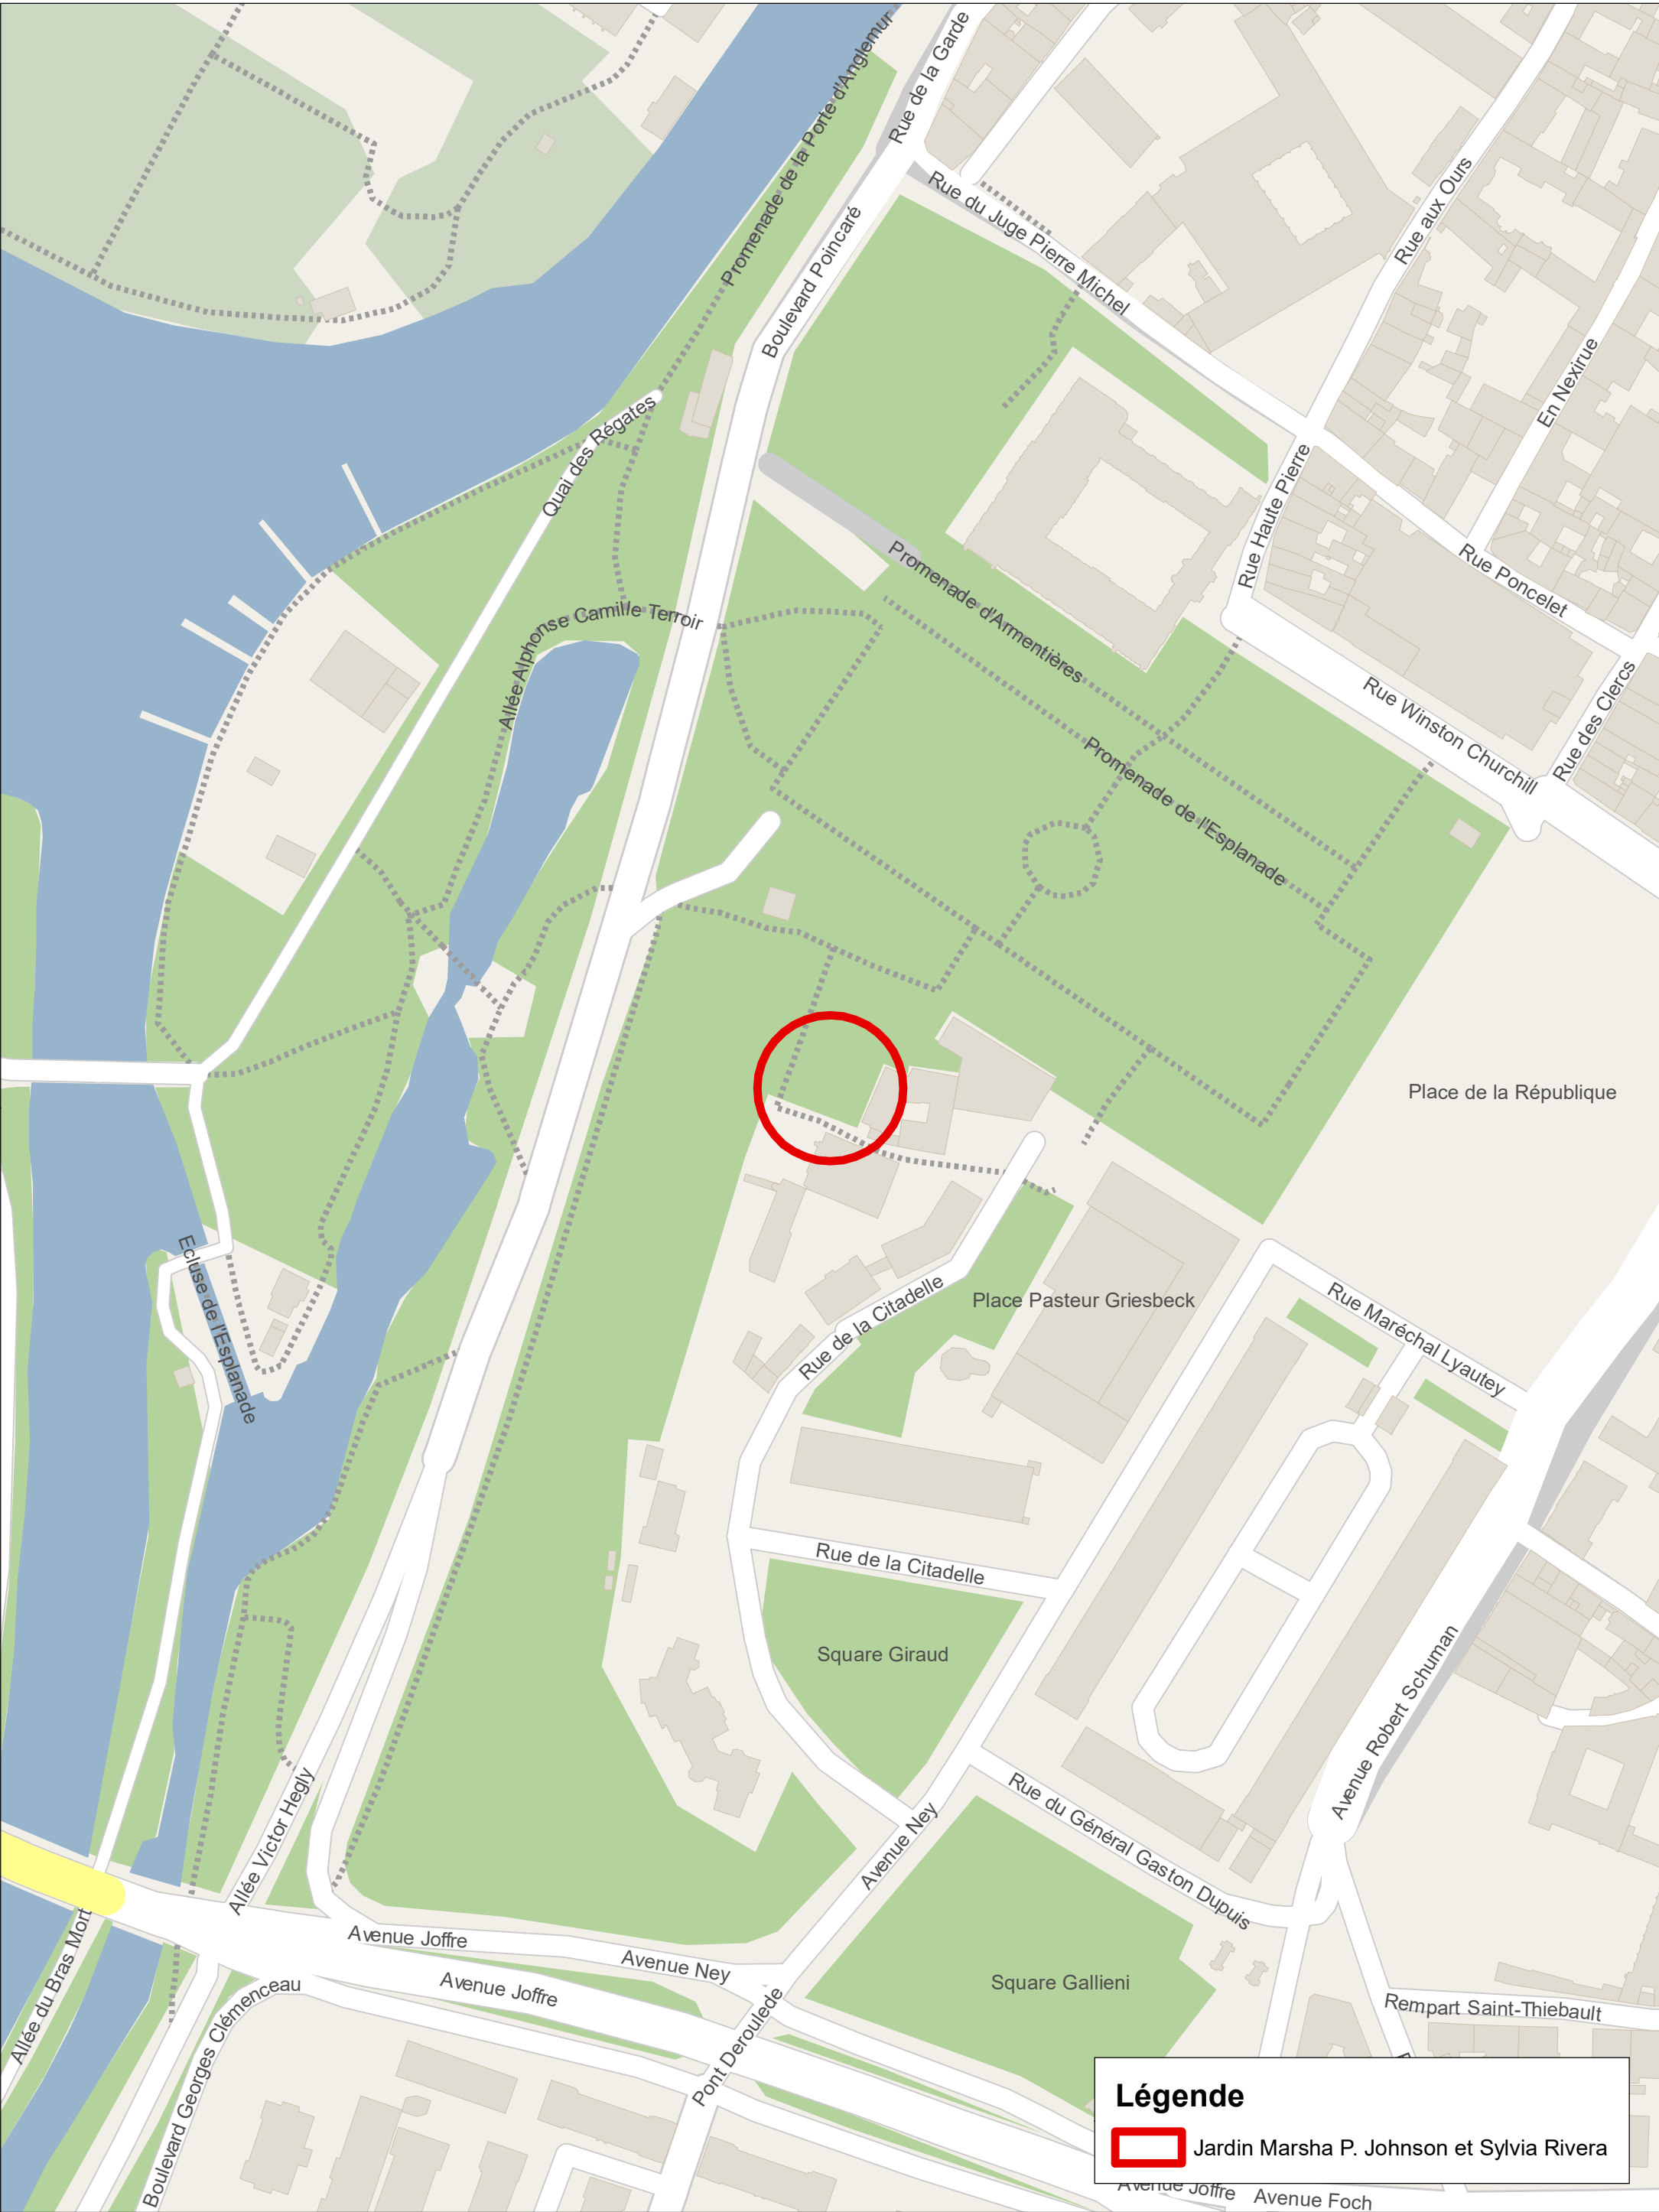 Rue de la Garde
Promenade de la Porte d'Anglemur
Rue du Juge Pierre Michel
Rue aux Ours
Boulevard Poincaré
En Nexirue
Quai des Régates
Rue Haute Pierre
Promenade d'Armentières
Rue Poncelet
Allée Alphonse Camille Terroir
Rue Winston Churchill
Rue des Clercs
Promenade de l'Esplanade
Place de la République
Ecluse de l'Esplanade
Place Pasteur Griesbeck
Rue de la Citadelle
Rue Maréchal Lyautey
Rue de la Citadelle
Square Giraud
Avenue Robert Schuman
Allée Victor Hegly
Avenue Ney
Rue du Général Gaston Dupuis
Allée du Bras Mort
Avenue Joffre
Avenue Ney
Avenue Joffre
Square Gallieni
Boulevard Georges Clémenceau
Pont Deroulede
Rempart Saint-Thiebault
Légende
Jardin Marsha P. Johnson et Sylvia Rivera
Avenue Joffre
Avenue Foch